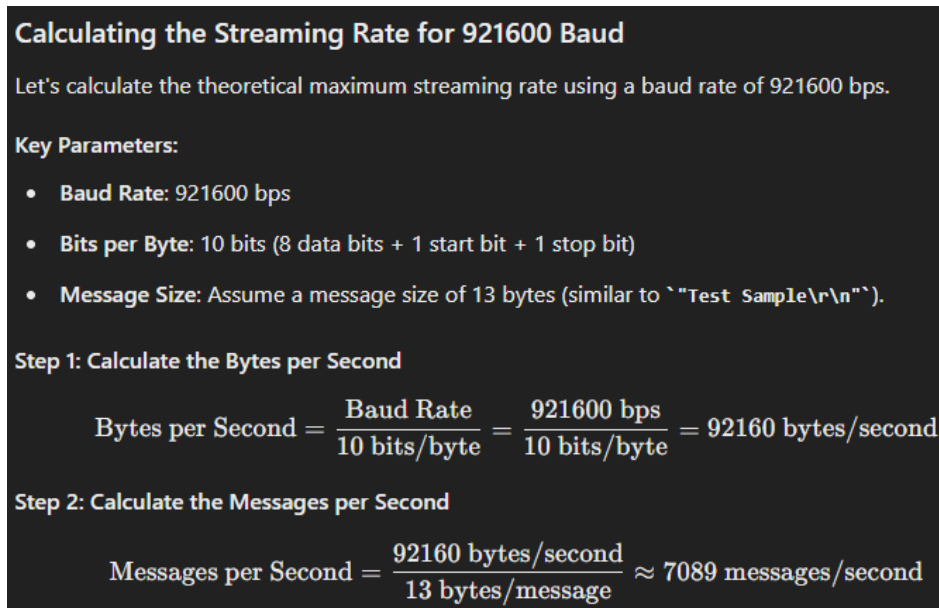 Calculating the Streaming Rate for 921600 Baud
Let's calculate the theoretical maximum streaming rate using a baud rate of 921600 bps.
Key Parameters:
• Baud Rate: 921600 bps
• Bits per Byte: 10 bits (8 data bits + 1 start bit + 1 stop bit)
• Message Size: Assume a message size of 13 bytes (similar to `"Test Sample\r\n"`).
Step 1: Calculate the Bytes per Second
Bytes per Second = Baud Rate / 10 bits/byte = 921600 bps / 10 bits/byte = 92160 bytes/second
Step 2: Calculate the Messages per Second
Messages per Second = 92160 bytes/second / 13 bytes/message ≈ 7089 messages/second